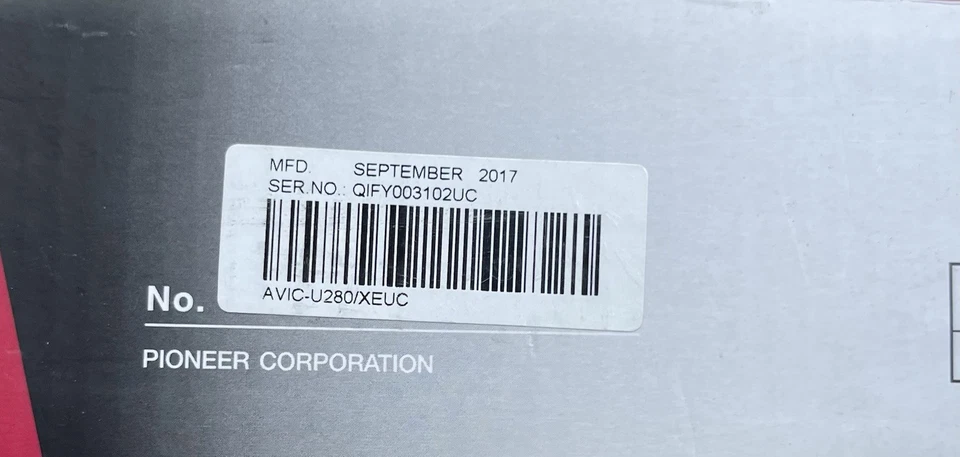 MFD. SEPTEMBER 2017
SER.NO.: QIFY003102UC
AVIC-U280/XEUC
No.
PIONEER CORPORATION